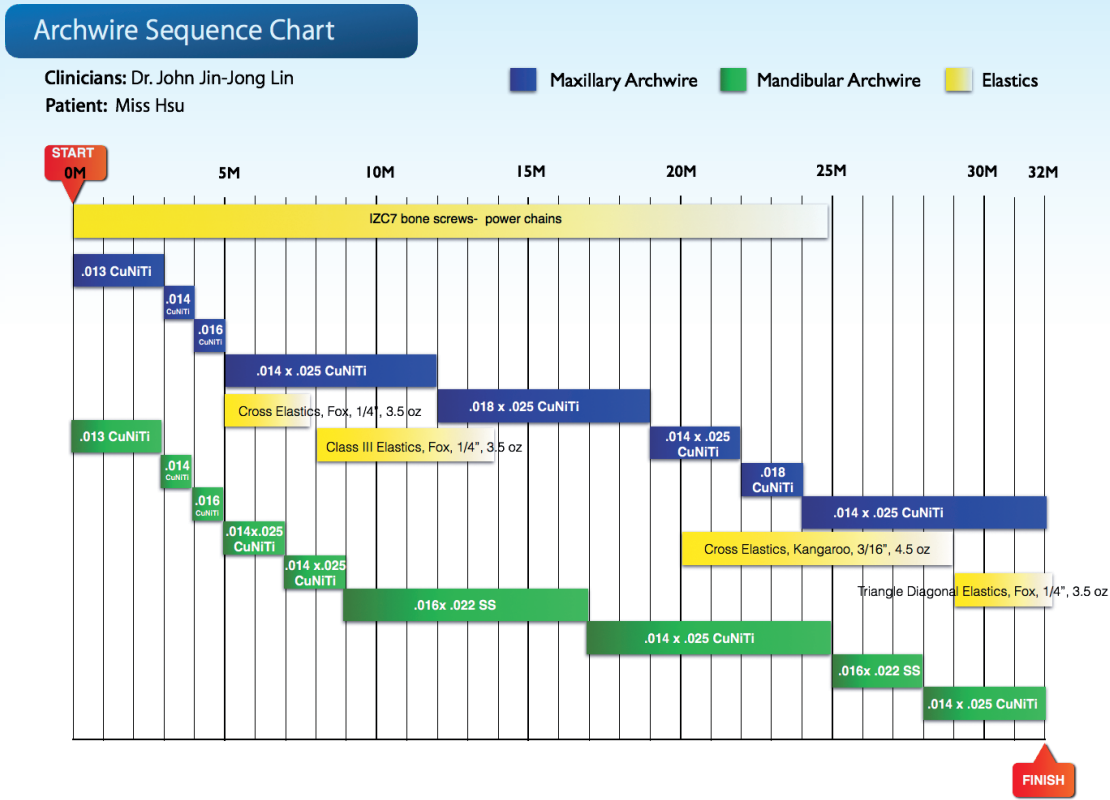 Archwire Sequence Chart
Clinicians: Dr. John Jin-Jong Lin
Patient: Miss Hsu
Maxillary Archwire
Mandibular Archwire
Elastics
START
0M
5M
10M
15M
20M
25M
30M
32M
IZC7 bone screws- power chains
.013 CuNiTi
.014
CuNiTi
.016
CuNiTi
.014 x .025 CuNiTi
.018 x .025 CuNiTi
Cross Elastics, Fox, 1/4", 3.5 oz
.013 CuNiTi
Class III Elastics, Fox, 1/4", 3.5 oz
.014 x .025
CuNiTi
.014
CuNiTi
.018
CuNiTi
.016
CuNiTi
.014 x .025 CuNiTi
.014x.025
CuNiTi
Cross Elastics, Kangaroo, 3/16", 4.5 oz
.014 x.025
CuNiTi
Triangle Diagonal Elastics, Fox, 1/4", 3.5 oz
.016x .022 SS
.014 x .025 CuNiTi
.016x .022 SS
.014 x .025 CuNiTi
FINISH